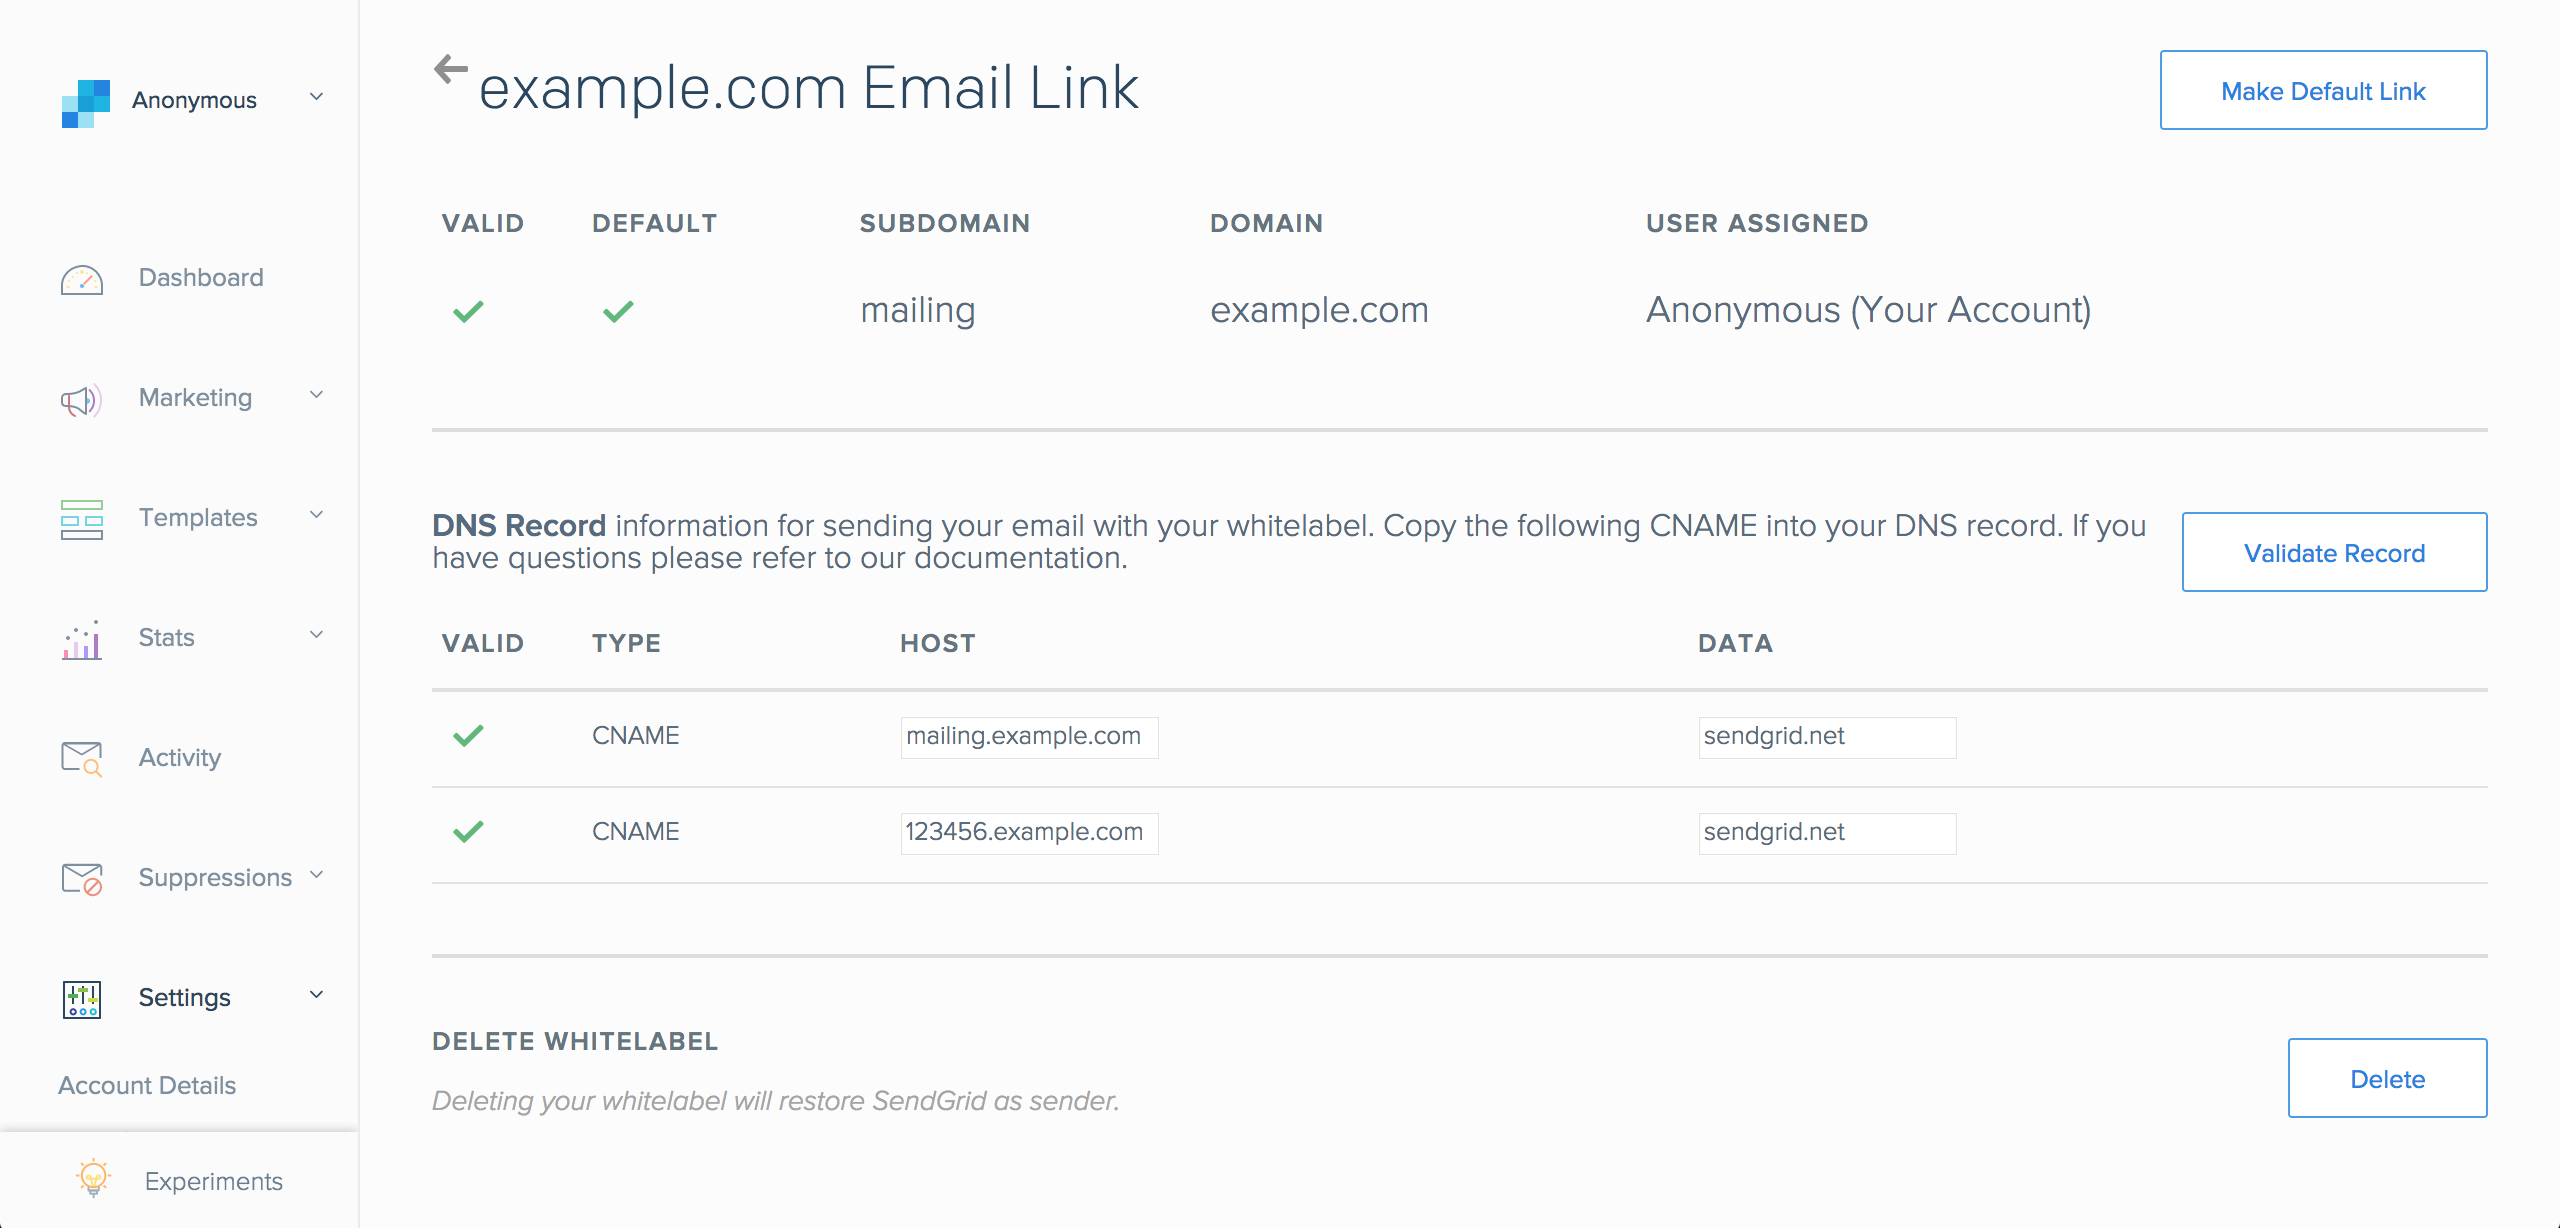 Anonymous
Dashboard
Marketing
Templates
Stats
Activity
Suppressions
Settings
Account Details
Experiments
example.com Email Link
Make Default Link
VALID DEFAULT SUBDOMAIN DOMAIN USER ASSIGNED
mailing example.com Anonymous (Your Account)
DNS Record information for sending your email with your whitelabel. Copy the following CNAME into your DNS record. If you
have questions please refer to our documentation.
Validate Record
VALID TYPE HOST DATA
CNAME mailing.example.com sendgrid.net
CNAME 123456.example.com sendgrid.net
DELETE WHITELABEL
Deleting your whitelabel will restore SendGrid as sender.
Delete